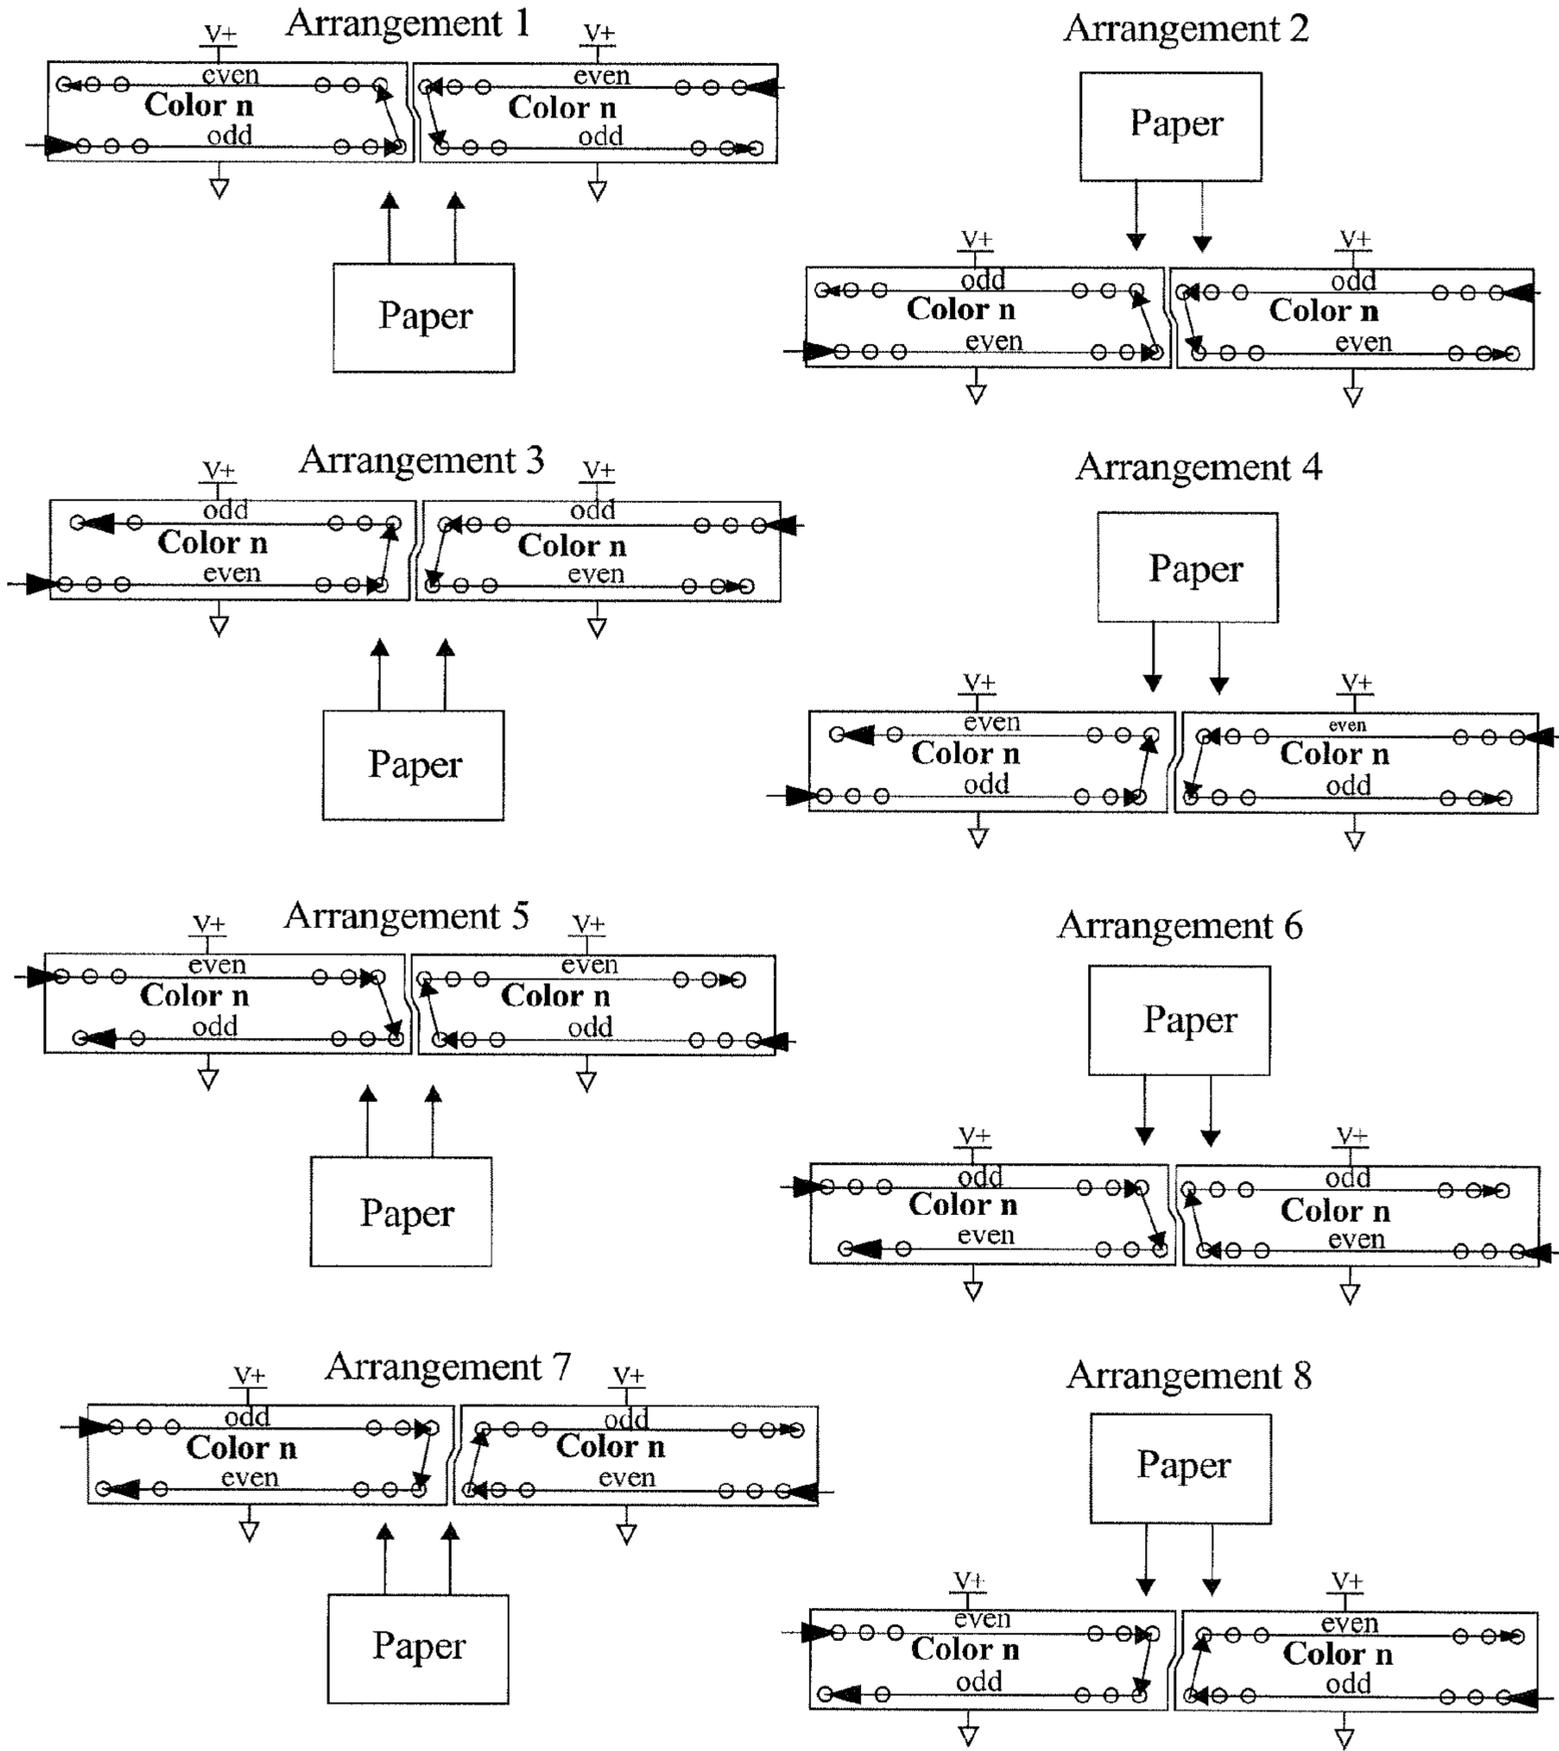 Arrangement 1
V+
V+
even
even
Color n
Color n
odd
odd
Paper
Arrangement 2
Paper
V+
V+
odd
odd
Color n
Color n
even
even
Arrangement 3
V+
V+
odd
odd
Color n
Color n
even
even
Paper
Arrangement 4
Paper
V+
V+
even
even
Color n
Color n
odd
odd
Arrangement 5
V+
V+
even
even
Color n
Color n
odd
odd
Paper
Arrangement 6
Paper
V+
V+
odd
odd
Color n
Color n
even
even
Arrangement 7
V+
V+
odd
odd
Color n
Color n
even
even
Paper
Arrangement 8
Paper
V+
V+
even
even
Color n
Color n
odd
odd